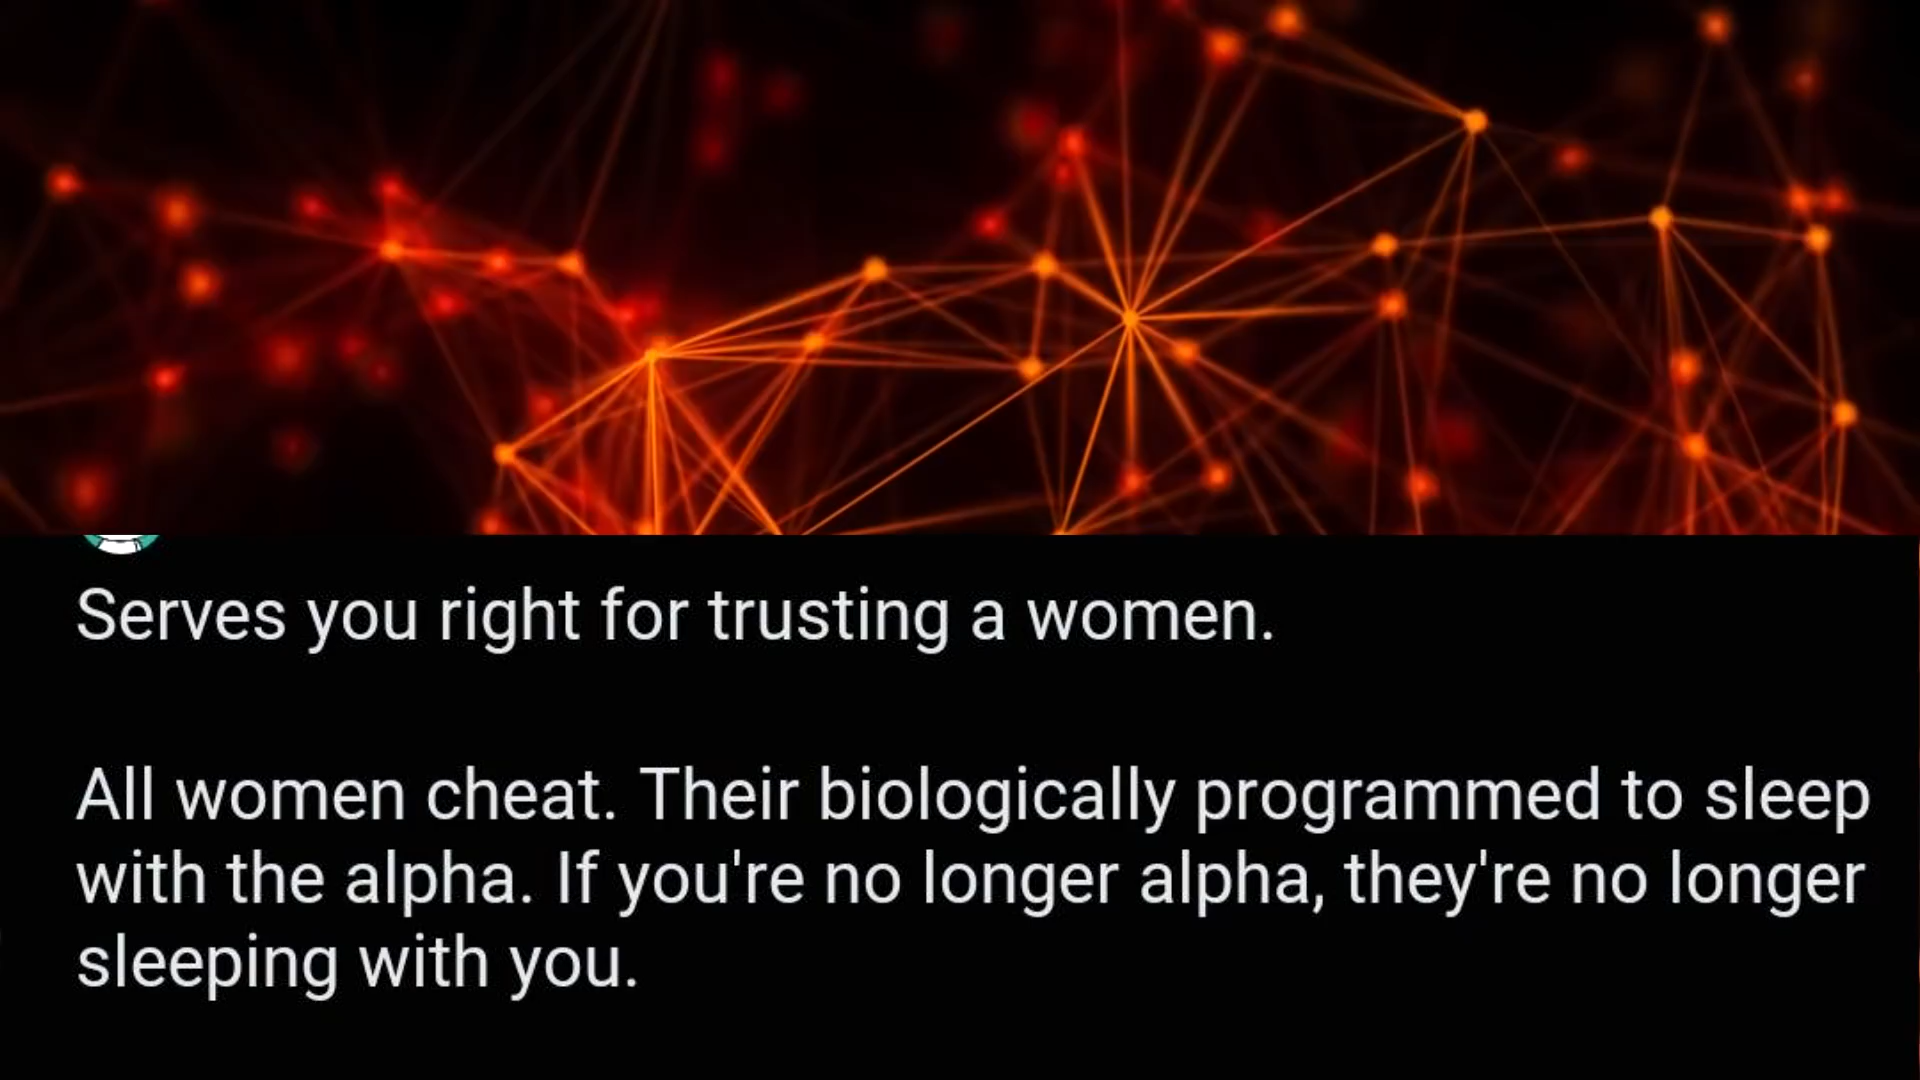 Serves you right for trusting a women.
All women cheat. Their biologically programmed to sleep
with the alpha. If you're no longer alpha, they're no longer
sleeping with you.